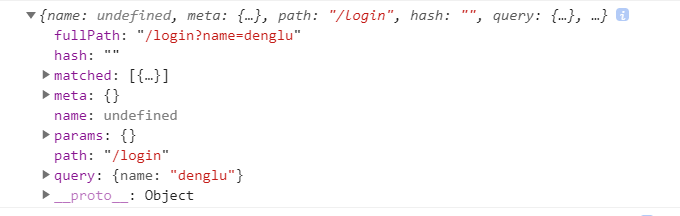 ▼{name: undefined, meta: {…}, path: "/login", hash: "", query: {…}, …} i
fullPath: "/login?name=denglu"
hash: ""
▶matched: [{…}]
▶meta: {}
name: undefined
▶params: {}
path: "/login"
▶query: {name: "denglu"}
▶__proto__: Object